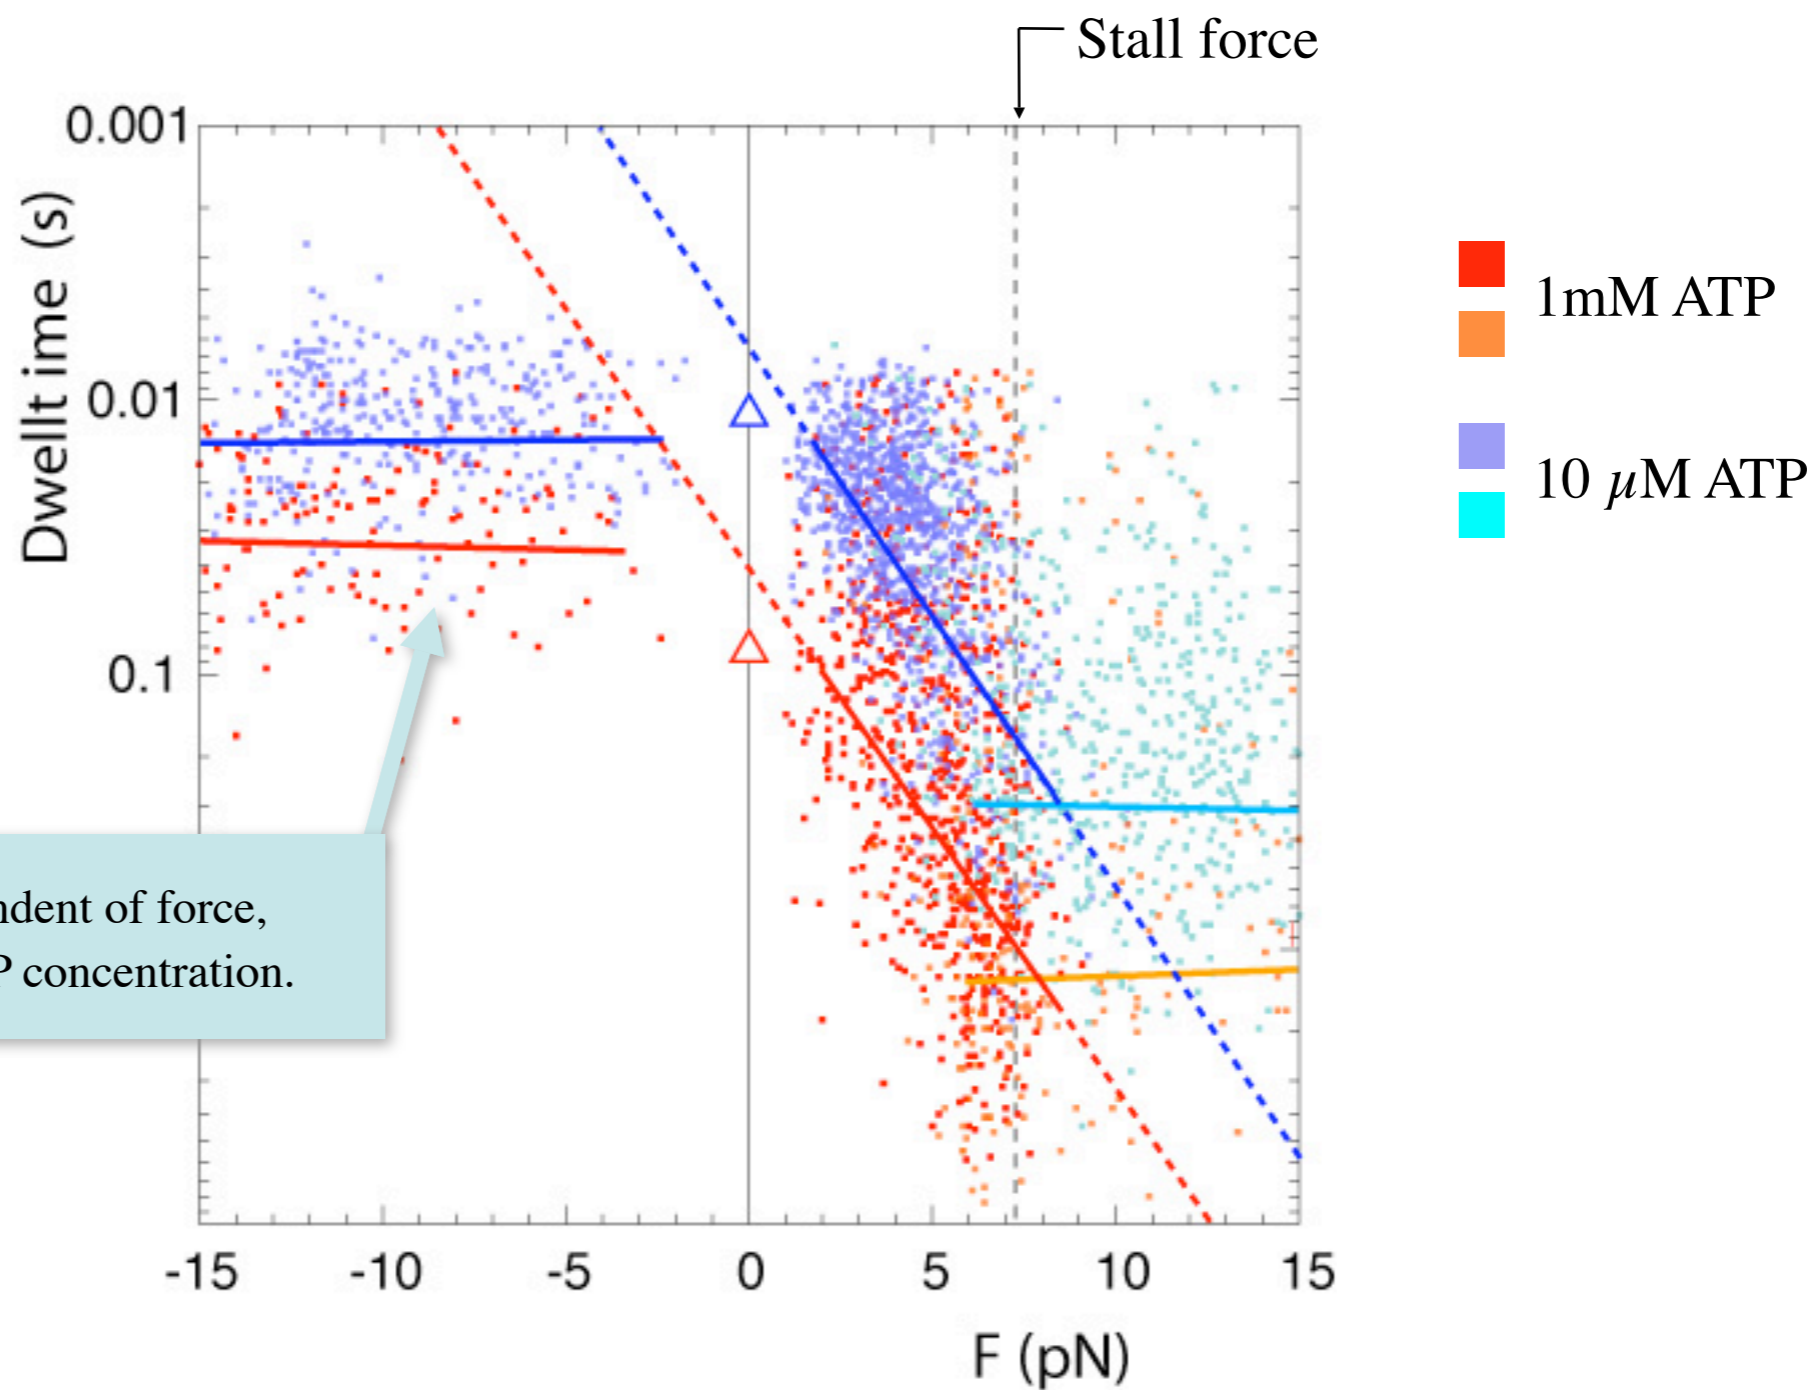 Stall force
0.001
0.01
0.1
Dwellt time (s)
1mM ATP
10 µM ATP
ndent of force,
P concentration.
-15 -10 -5 0 5 10 15
F (pN)